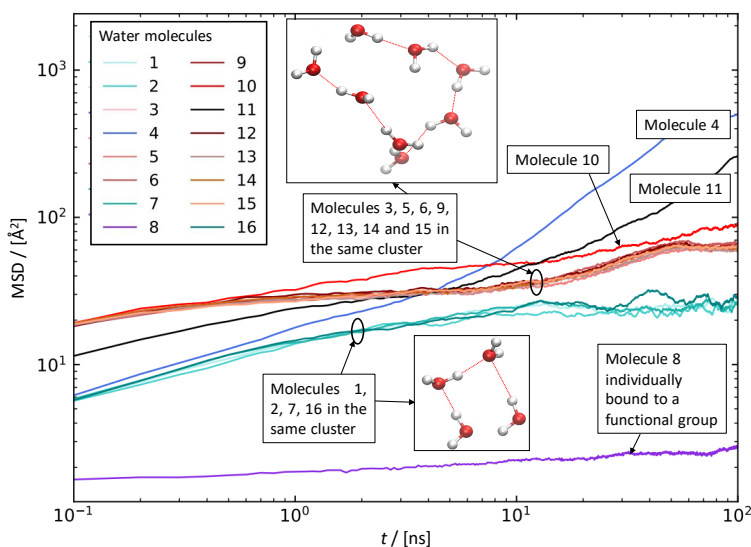 MSD / [Å²]
10³
10²
10¹
Water molecules
1 9
2 10
3 11
4 12
5 13
6 14
7 15
8 16
Molecule 4
Molecule 10
Molecule 11
Molecules 3, 5, 6, 9,
12, 13, 14 and 15 in
the same cluster
Molecules 1,
2, 7, 16 in the
same cluster
Molecule 8
individually
bound to a
functional group
10⁻¹ 10⁰ 10¹ 10²
t / [ns]